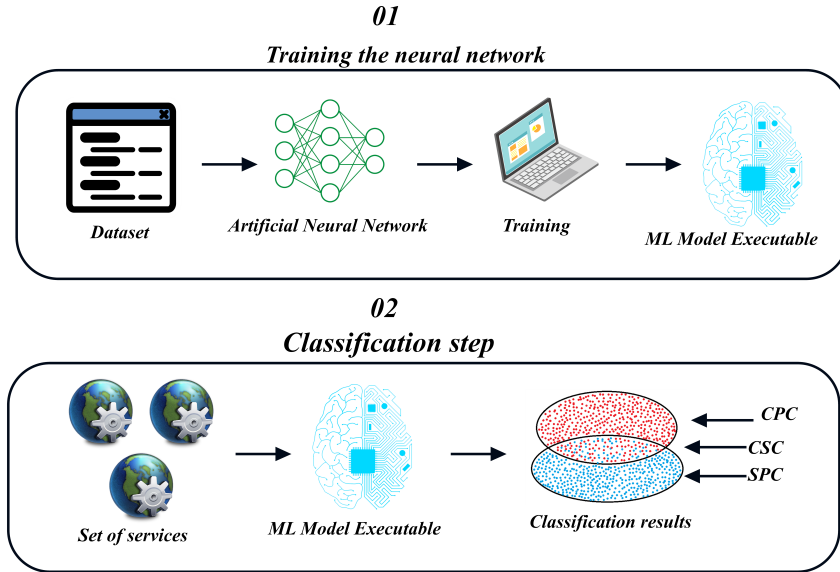 01
Training the neural network
Dataset
Artificial Neural Network
Training
ML Model Executable
02
Classification step
CPC
CSC
SPC
Set of services
ML Model Executable
Classification results